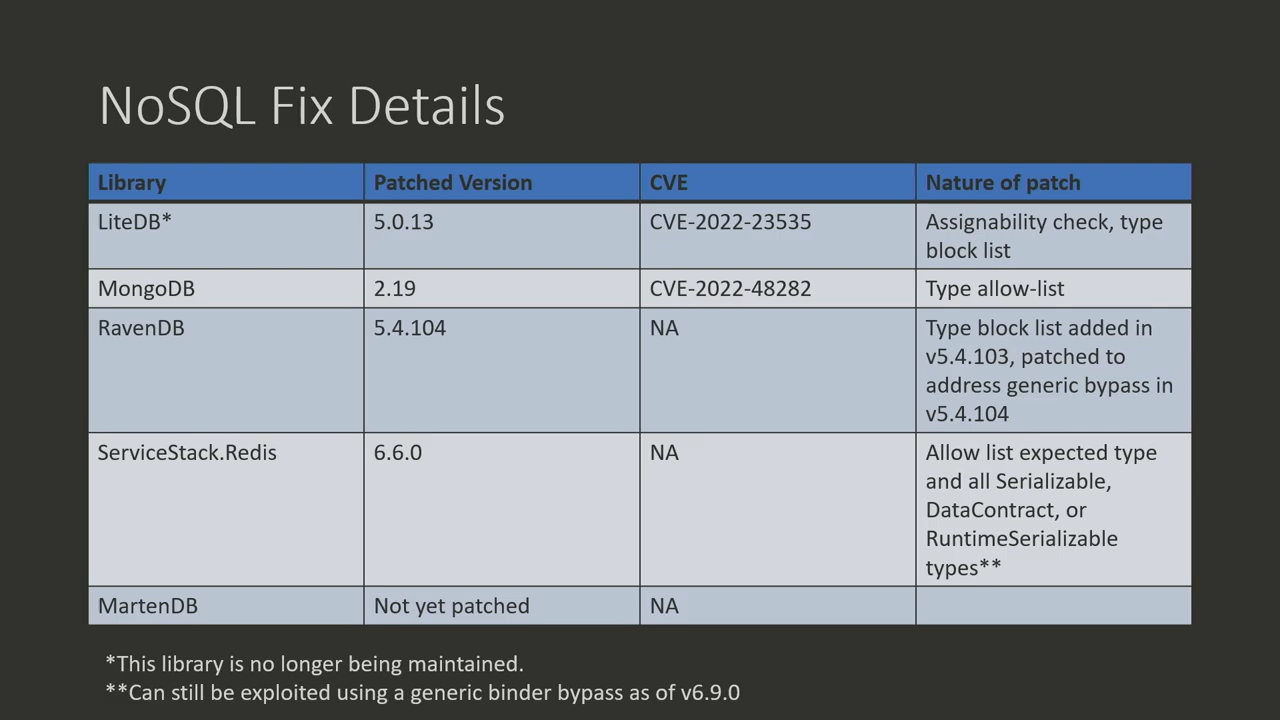 NoSQL Fix Details
Library Patched Version CVE Nature of patch
LiteDB* 5.0.13 CVE-2022-23535 Assignability check, type
block list
MongoDB 2.19 CVE-2022-48282 Type allow-list
RavenDB 5.4.104 NA Type block list added in
v5.4.103, patched to
address generic bypass in
v5.4.104
ServiceStack.Redis 6.6.0 NA Allow list expected type
and all Serializable,
DataContract, or
RuntimeSerializable
types**
MartenDB Not yet patched NA
*This library is no longer being maintained.
**Can still be exploited using a generic binder bypass as of v6.9.0